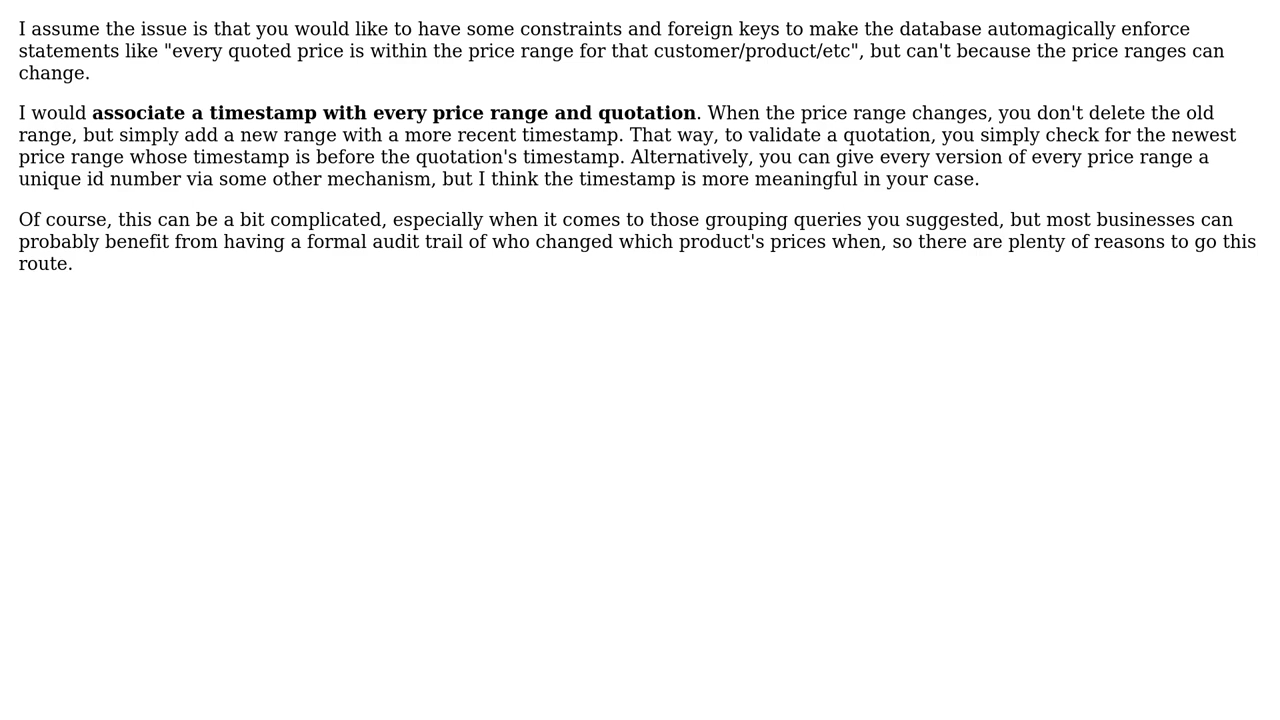 I assume the issue is that you would like to have some constraints and foreign keys to make the database automagically enforce
statements like "every quoted price is within the price range for that customer/product/etc", but can't because the price ranges can
change.
I would associate a timestamp with every price range and quotation. When the price range changes, you don't delete the old
range, but simply add a new range with a more recent timestamp. That way, to validate a quotation, you simply check for the newest
price range whose timestamp is before the quotation's timestamp. Alternatively, you can give every version of every price range a
unique id number via some other mechanism, but I think the timestamp is more meaningful in your case.
Of course, this can be a bit complicated, especially when it comes to those grouping queries you suggested, but most businesses can
probably benefit from having a formal audit trail of who changed which product's prices when, so there are plenty of reasons to go this
route.